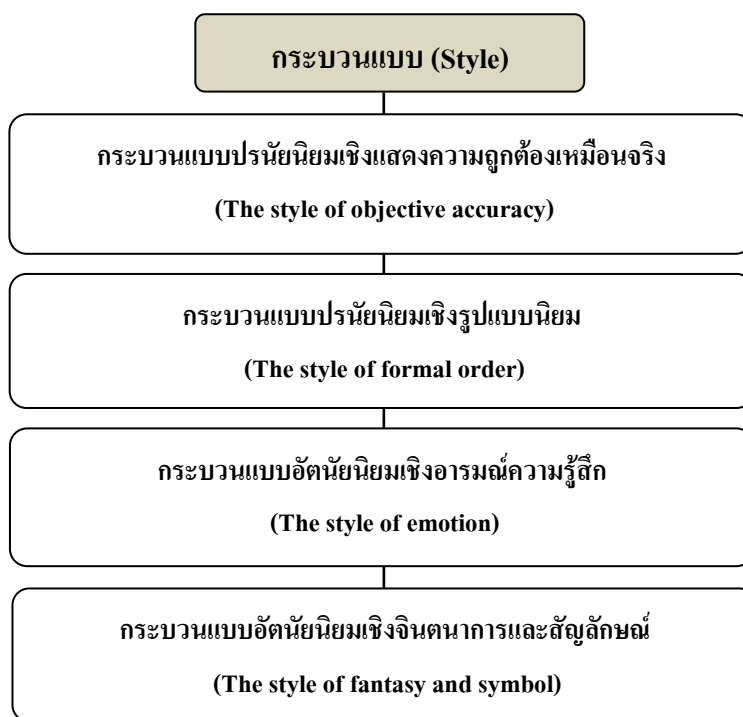 กระบวนแบบ (Style)
กระบวนแบบปรนัยนิยมเชิงแสดงความถูกต้องเหมือนจริง
(The style of objective accuracy)
กระบวนแบบปรนัยนิยมเชิงรูปแบบนิยม
(The style of formal order)
กระบวนแบบอัตนัยนิยมเชิงอารมณ์ความรู้สึก
(The style of emotion)
กระบวนแบบอัตนัยนิยมเชิงจินตนาการและสัญลักษณ์
(The style of fantasy and symbol)